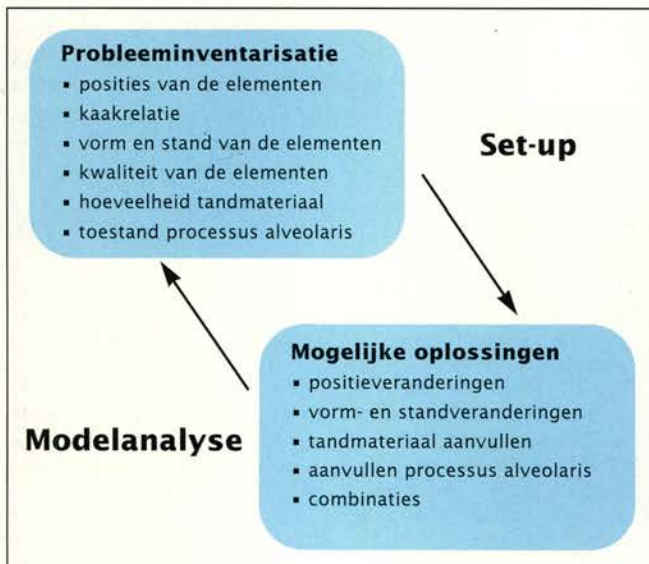 Probleeminventarisatie
▪ posities van de elementen
▪ kaakrelatie
▪ vorm en stand van de elementen
▪ kwaliteit van de elementen
▪ hoeveelheid tandmateriaal
▪ toestand processus alveolaris
Set-up
Mogelijke oplossingen
▪ positieveranderingen
▪ vorm- en standveranderingen
▪ tandmateriaal aanvullen
▪ aanvullen processus alveolaris
▪ combinaties
Modelanalyse